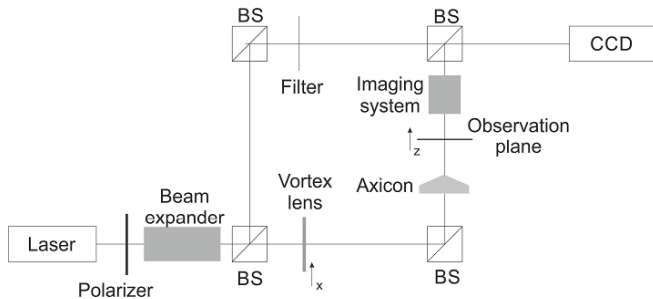 BS
BS
CCD
Filter
Imaging
system
Observation
plane
z
Axicon
Vortex
lens
Beam
expander
Laser
Polarizer
BS
x
BS